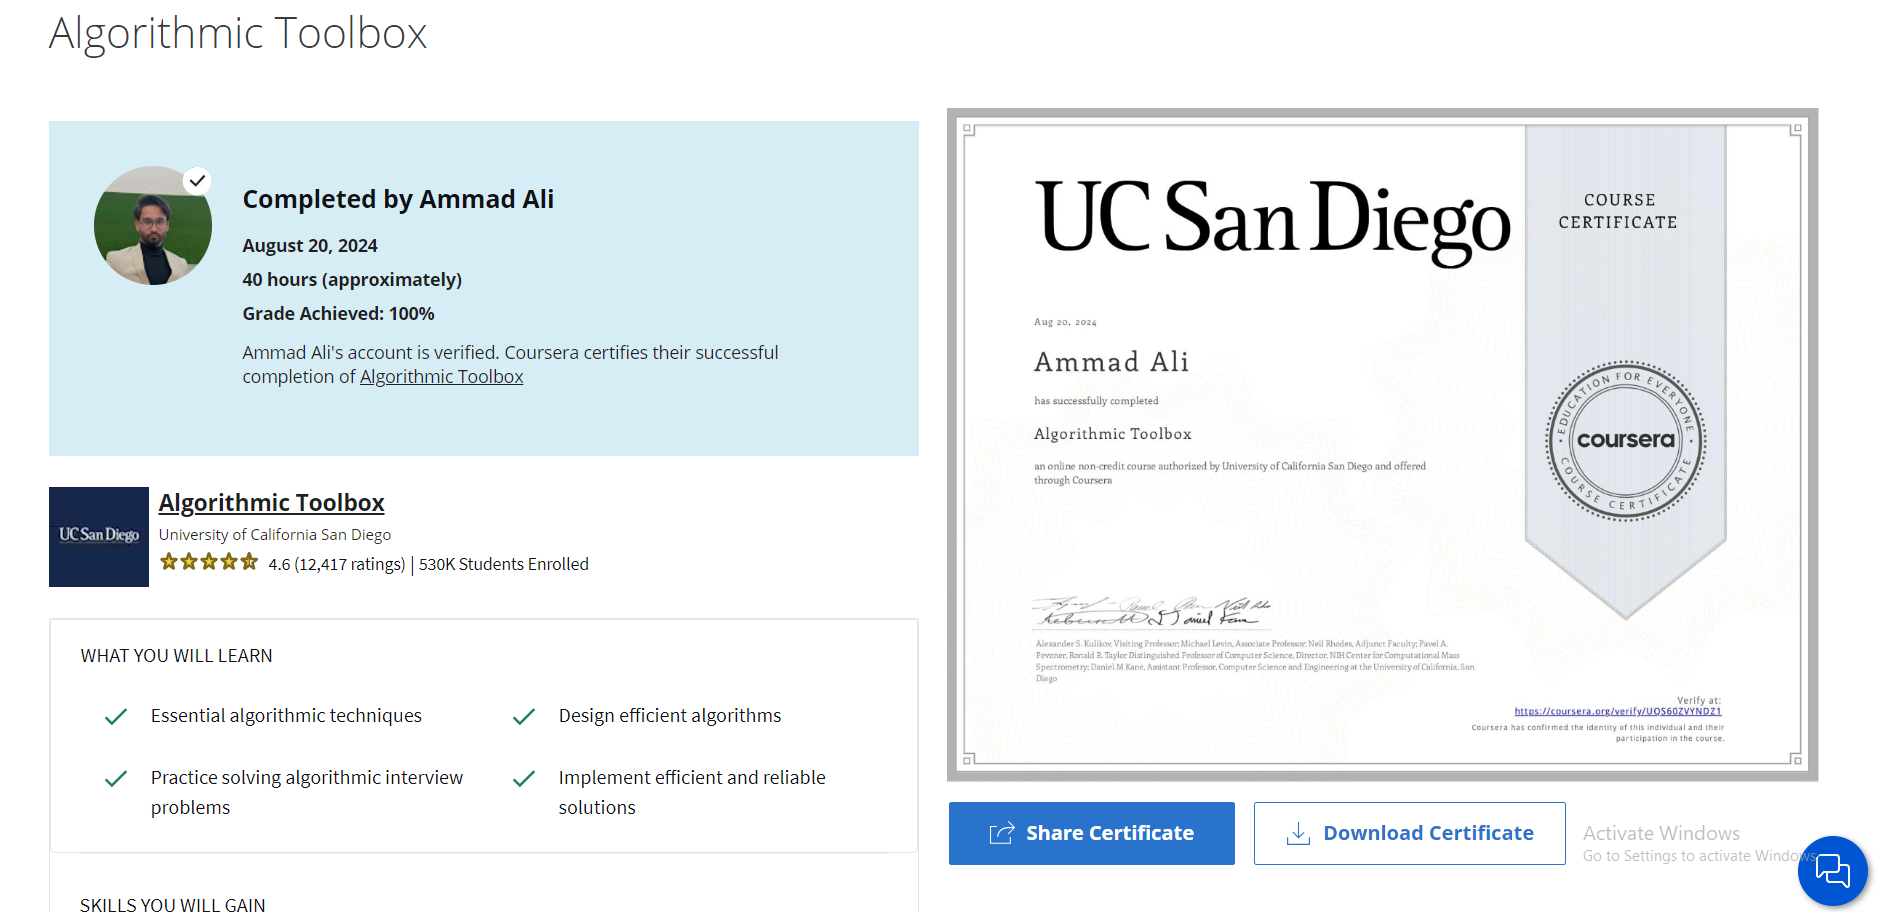 Algorithmic Toolbox
Completed by Ammad Ali
August 20, 2024
40 hours (approximately)
Grade Achieved: 100%
Ammad Ali's account is verified. Coursera certifies their successful
completion of Algorithmic Toolbox
UC San Diego
Algorithmic Toolbox
University of California San Diego
4.6 (12,417 ratings) | 530K Students Enrolled
WHAT YOU WILL LEARN
Essential algorithmic techniques
Design efficient algorithms
Practice solving algorithmic interview
problems
Implement efficient and reliable
solutions
SKILLS YOU WILL GAIN
UC San Diego
COURSE
CERTIFICATE
Aug 20, 2024
Ammad Ali
has successfully completed
Algorithmic Toolbox
an online non-credit course authorized by University of California San Diego and offered
through Coursera
EDUCATION FOR EVERYONE
coursera
COURSE CERTIFICATE
Alexander S. Kulikov, Visiting Professor; Michael Levin, Associate Professor; Neil Rhodes, Adjunct Faculty; Pavel A.
Pevzner, Ronald R. Taylor Distinguished Professor of Computer Science, Director, NIH Center for Computational Mass
Spectrometry; Daniel M Kane, Assistant Professor, Computer Science and Engineering at the University of California, San
Diego
Verify at:
https://coursera.org/verify/UQS60ZVYNDZ1
Coursera has confirmed the identity of this individual and their
participation in the course.
Share Certificate
Download Certificate
Activate Windows
Go to Settings to activate Windows